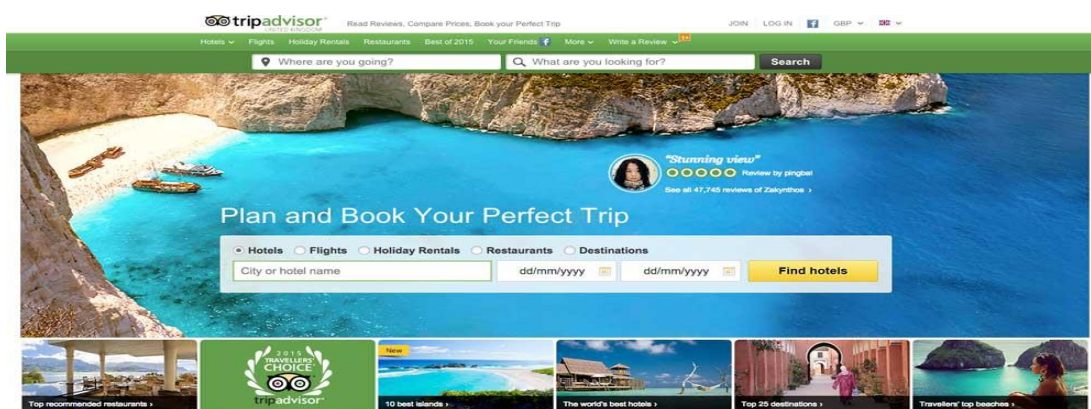 tripadvisor
UNITED KINGDOM
Read Reviews, Compare Prices, Book your Perfect Trip
JOIN LOG IN f GBP
Hotels Flights Holiday Rentals Restaurants Best of 2015 Your Friends f More Write a Review
Where are you going? What are you looking for? Search
"Stunning view"
Review by pingbei
See all 47,745 reviews of Zakynthos ›
Plan and Book Your Perfect Trip
Hotels Flights Holiday Rentals Restaurants Destinations
City or hotel name dd/mm/yyyy dd/mm/yyyy Find hotels
Top recommended restaurants ›
2015
TRAVELLERS'
CHOICE
tripadvisor
New
10 best islands ›
The world's best hotels ›
Top 25 destinations ›
Travellers' top beaches ›